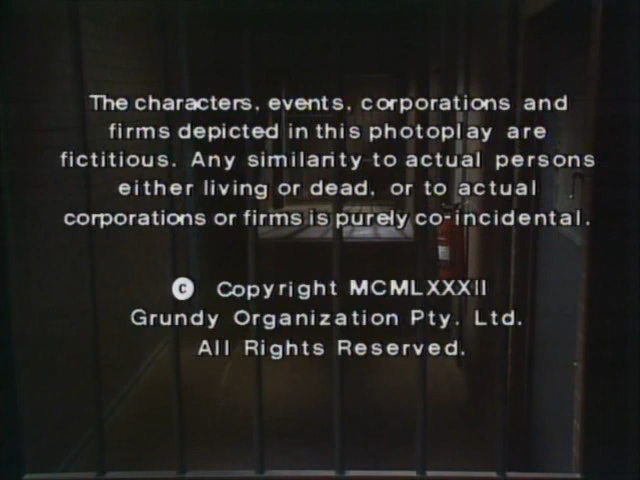 The characters, events, corporations and
firms depicted in this photoplay are
fictitious. Any similarity to actual persons
either living or dead, or to actual
corporations or firms is purely co-incidental.
© Copyright MCMLXXXII
Grundy Organization Pty. Ltd.
All Rights Reserved.